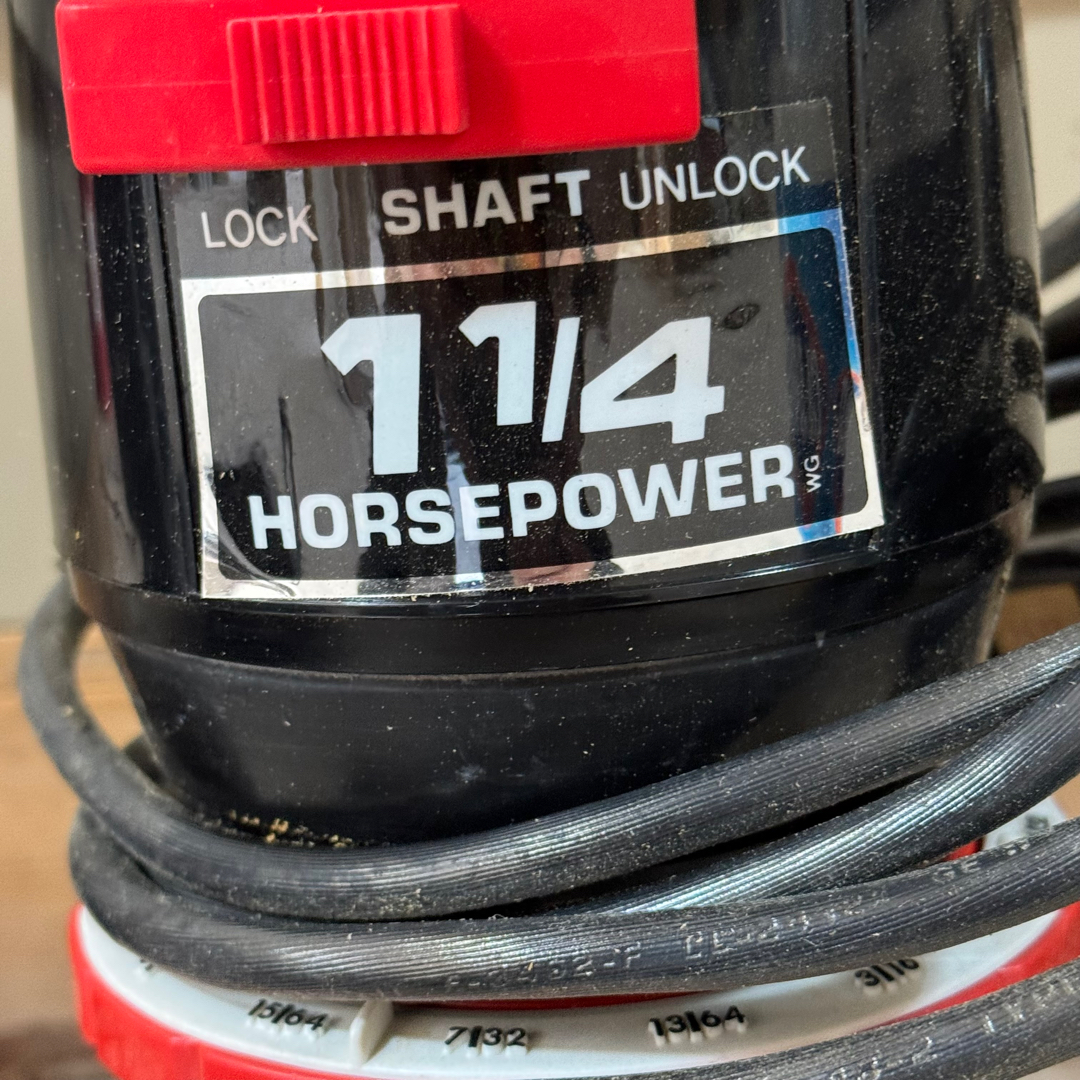 LOCK SHAFT UNLOCK
1 1/4
HORSEPOWER
WG
15/64 7/32 13/64 3/16